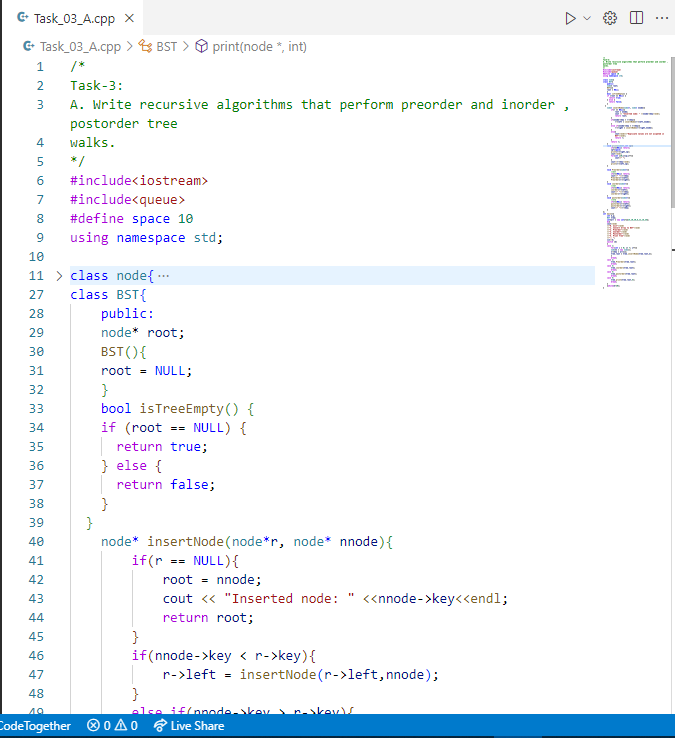 Task_03_A.cpp ×
Task_03_A.cpp > BST > print(node *, int)
1 /*
2 Task-3:
3 A. Write recursive algorithms that perform preorder and inorder ,
postorder tree
4 walks.
5 */
6 #include<iostream>
7 #include<queue>
8 #define space 10
9 using namespace std;
10
11 > class node{ ···
27 class BST{
28 public:
29 node* root;
30 BST(){
31 root = NULL;
32 }
33 bool isTreeEmpty() {
34 if (root == NULL) {
35 return true;
36 } else {
37 return false;
38 }
39 }
40 node* insertNode(node*r, node* nnode){
41 if(r == NULL){
42 root = nnode;
43 cout << "Inserted node: " <<nnode->key<<endl;
44 return root;
45 }
46 if(nnode->key < r->key){
47 r->left = insertNode(r->left,nnode);
48 }
49 else if(nnode->key > r->key){
CodeTogether 0 0 Live Share